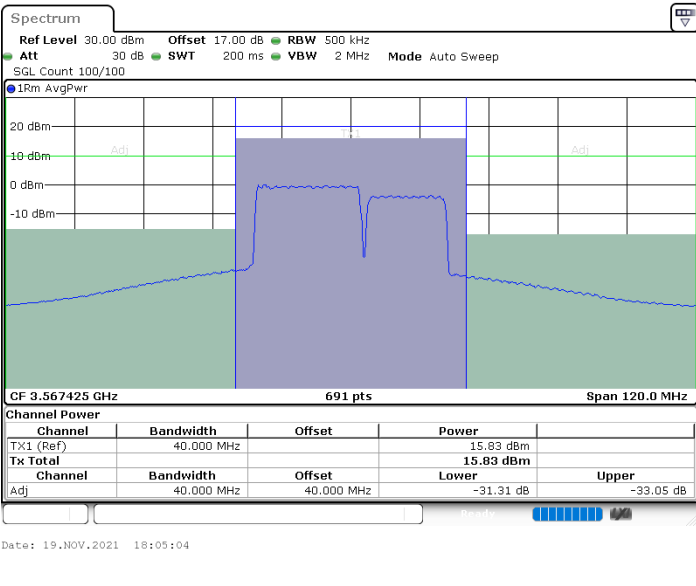 Spectrum
Ref Level 30.00 dBm Offset 17.00 dB RBW 500 kHz
Att 30 dB SWT 200 ms VBW 2 MHz Mode Auto Sweep
SGL Count 100/100
1Rm AvgPwr
20 dBm
TX1
Adj Adj
10 dBm
0 dBm
-10 dBm
CF 3.567425 GHz 691 pts Span 120.0 MHz
Channel Power
Channel Bandwidth Offset Power
TX1 (Ref) 40.000 MHz 15.83 dBm
Tx Total 15.83 dBm
Channel Bandwidth Offset Lower Upper
Adj 40.000 MHz 40.000 MHz -31.31 dB -33.05 dB
Ready
Date: 19.NOV.2021 18:05:04